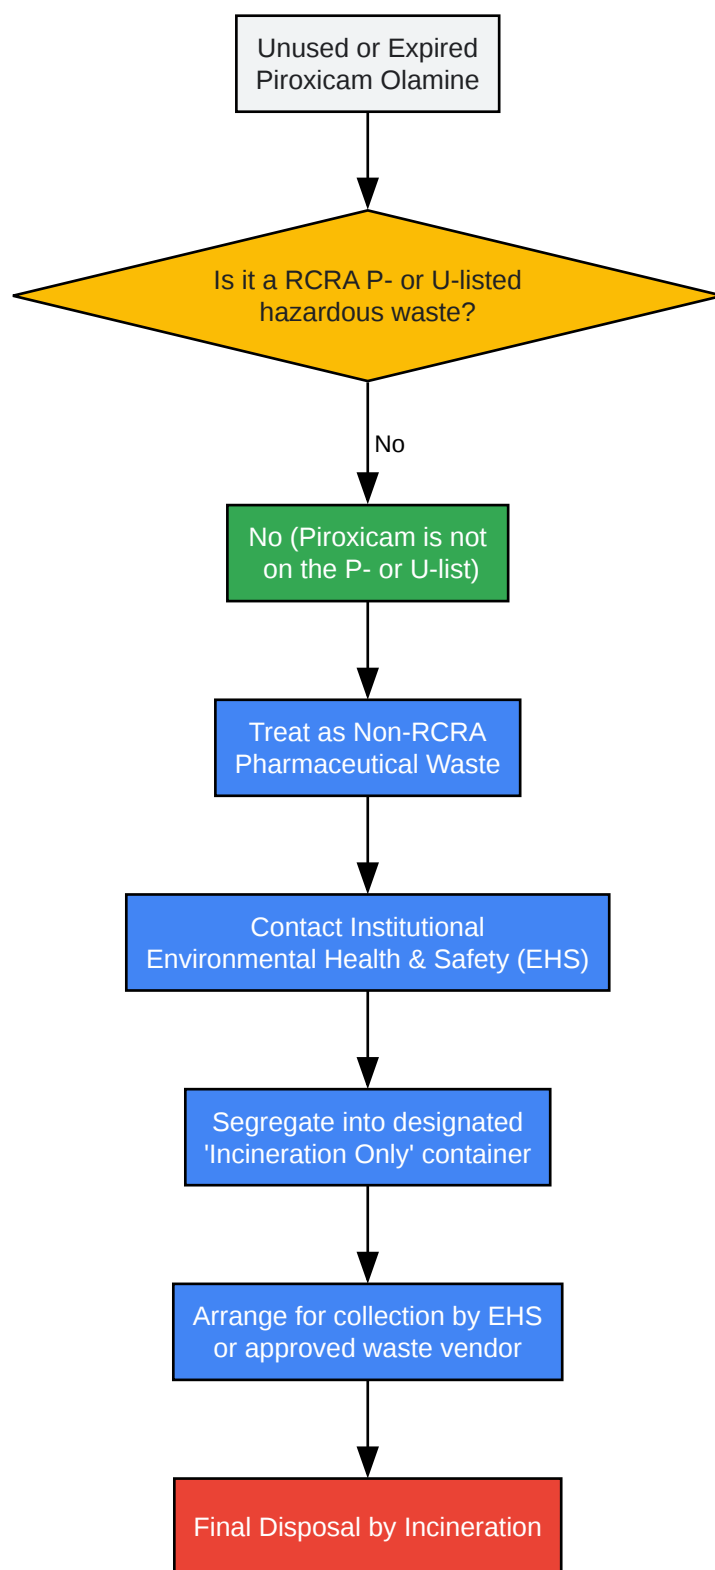 Unused or Expired
Piroxicam Olamine
Is it a RCRA P- or U-listed
hazardous waste?
No
No (Piroxicam is not
on the P- or U-list)
Treat as Non-RCRA
Pharmaceutical Waste
Contact Institutional
Environmental Health & Safety (EHS)
Segregate into designated
'Incineration Only' container
Arrange for collection by EHS
or approved waste vendor
Final Disposal by Incineration